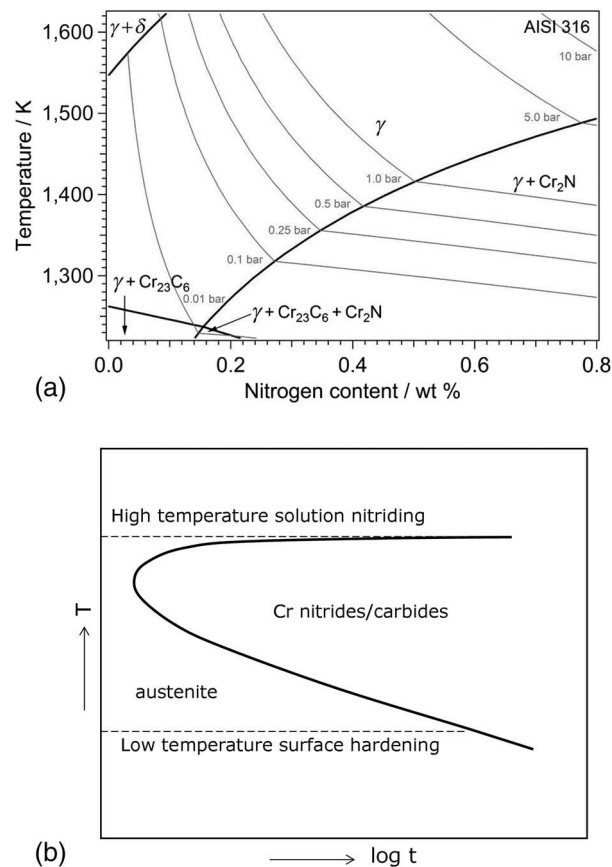 γ+δ
AISI 316
1,600
10 bar
γ
5.0 bar
1,500
1.0 bar
γ + Cr₂N
1,400
0.5 bar
0.25 bar
γ + Cr₂₃C₆
0.1 bar
1,300
0.01 bar
γ + Cr₂₃C₆ + Cr₂N
0.0 0.2 0.4 0.6 0.8
Temperature / K
Nitrogen content / wt %
(a)
High temperature solution nitriding
Cr nitrides/carbides
T
austenite
Low temperature surface hardening
(b)
log t